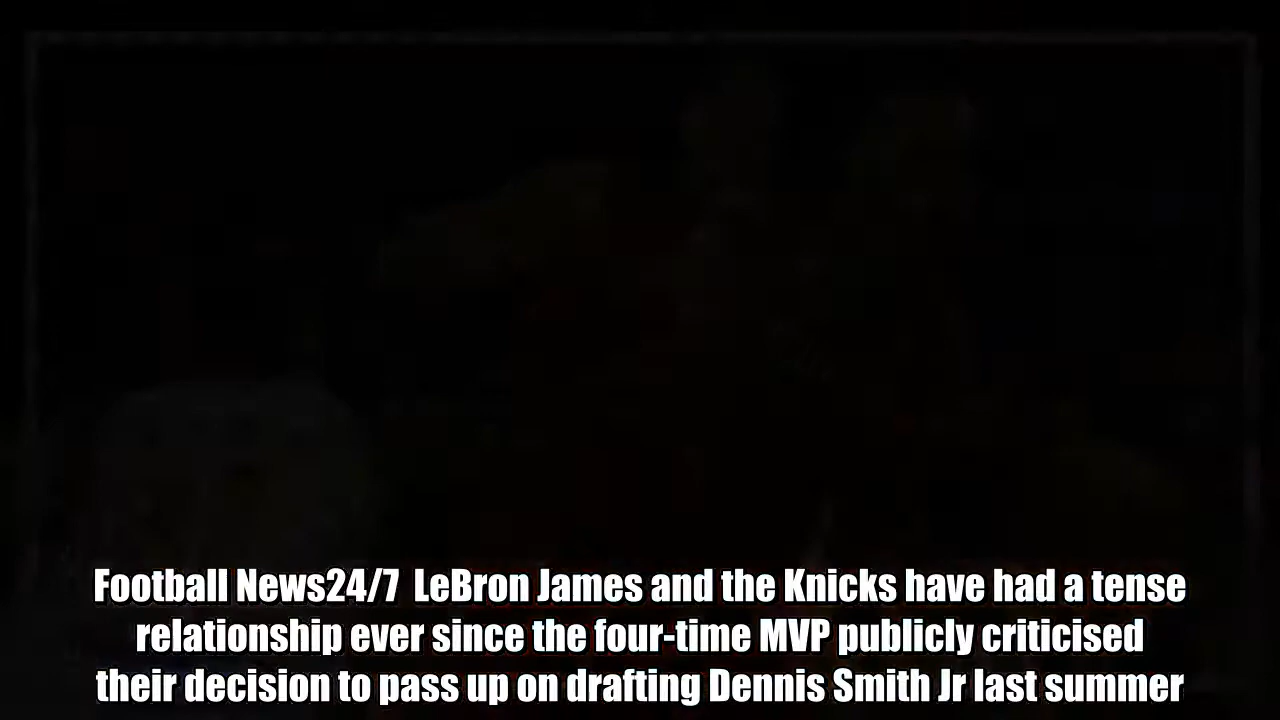 Football News24/7  LeBron James and the Knicks have had a tense
relationship ever since the four-time MVP publicly criticised
their decision to pass up on drafting Dennis Smith Jr last summer